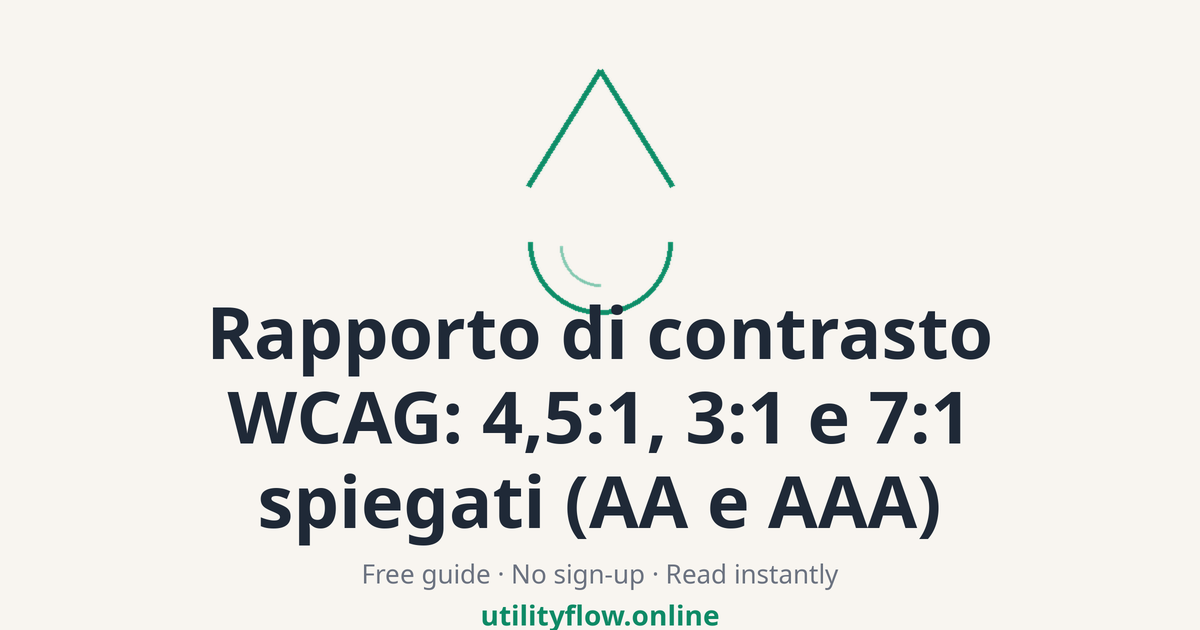 Rapporto di contrasto
WCAG: 4,5:1, 3:1 e 7:1
spiegati (AA e AAA)
Free guide · No sign-up · Read instantly
utilityflow.online